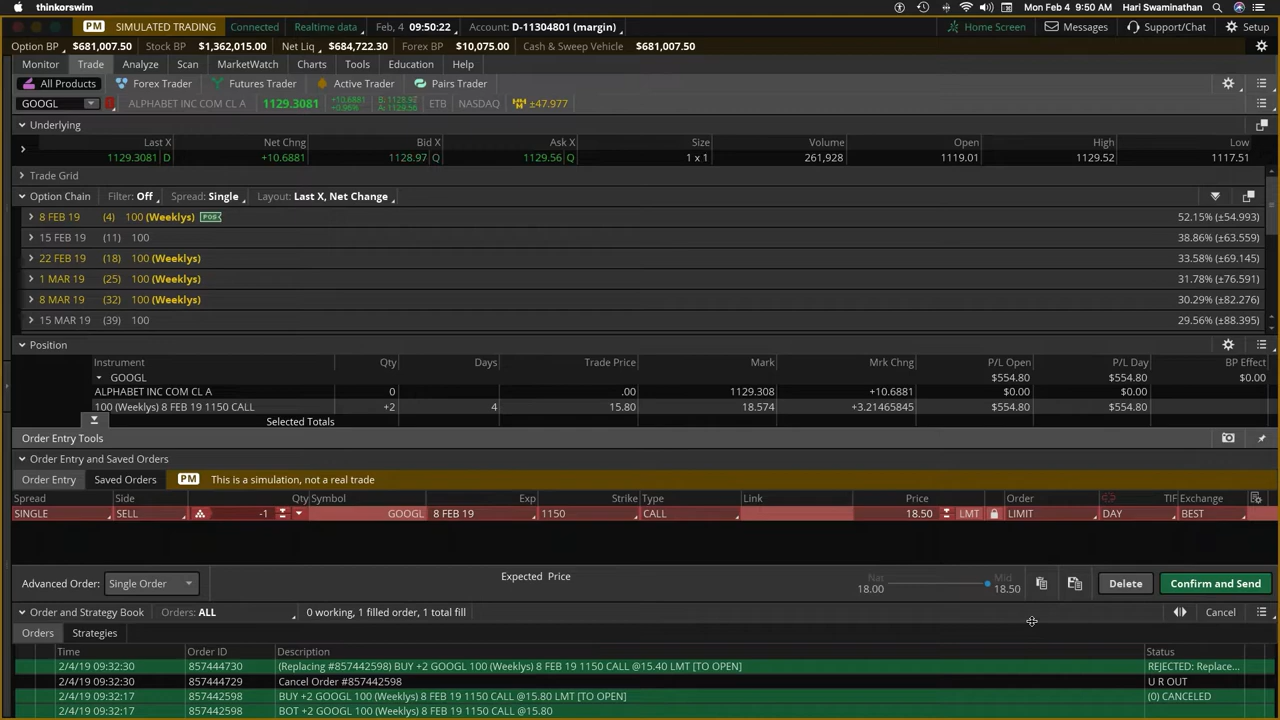 thinkorswim Mon Feb 4 9:50 AM Hari Swaminathan
PM SIMULATED TRADING Connected Realtime data Feb, 4 09:50:22 Account: D-11304801 (margin) Home Screen Messages Support/Chat Setup
Option BP $681,007.50 Stock BP $1,362,015.00 Net Liq $684,722.30 Forex BP $10,075.00 Cash & Sweep Vehicle $681,007.50
Monitor Trade Analyze Scan MarketWatch Charts Tools Education Help
All Products Forex Trader Futures Trader Active Trader Pairs Trader
GOOGL ALPHABET INC COM CL A 1129.3081 +10.6881 +0.96% B: 1128.92 A: 1129.56 ETB NASDAQ ±47.977
Underlying
Last X Net Chng Bid X Ask X Size Volume Open High Low
1129.3081 D +10.6881 1128.97 Q 1129.56 Q 1 x 1 261,928 1119.01 1129.52 1117.51
Trade Grid
Option Chain Filter: Off Spread: Single Layout: Last X, Net Change
8 FEB 19 (4) 100 (Weeklys) POS 52.15% (±54.993)
15 FEB 19 (11) 100 38.86% (±63.559)
22 FEB 19 (18) 100 (Weeklys) 33.58% (±69.145)
1 MAR 19 (25) 100 (Weeklys) 31.78% (±76.591)
8 MAR 19 (32) 100 (Weeklys) 30.29% (±82.276)
15 MAR 19 (39) 100 29.56% (±88.395)
Position
Instrument Qty Days Trade Price Mark Mrk Chng P/L Open P/L Day BP Effect
GOOGL $554.80 $554.80 $0.00
ALPHABET INC COM CL A 0 .00 1129.308 +10.6881 $0.00 $0.00
100 (Weeklys) 8 FEB 19 1150 CALL +2 4 15.80 18.574 +3.21465845 $554.80 $554.80
Selected Totals
Order Entry Tools
Order Entry and Saved Orders
Order Entry Saved Orders PM This is a simulation, not a real trade
Spread Side Qty Symbol Exp Strike Type Link Price Order TIF Exchange
SINGLE SELL -1 GOOGL 8 FEB 19 1150 CALL 18.50 LMT LIMIT DAY BEST
Advanced Order: Single Order Expected Price Nat 18.00 Mid 18.50 Delete Confirm and Send
Order and Strategy Book Orders: ALL 0 working, 1 filled order, 1 total fill Cancel
Orders Strategies
Time Order ID Description Status
2/4/19 09:32:30 857444730 (Replacing #857442598) BUY +2 GOOGL 100 (Weeklys) 8 FEB 19 1150 CALL @15.40 LMT [TO OPEN] REJECTED: Replace...
2/4/19 09:32:30 857444729 Cancel Order #857442598 U R OUT
2/4/19 09:32:17 857442598 BUY +2 GOOGL 100 (Weeklys) 8 FEB 19 1150 CALL @15.80 LMT [TO OPEN] (0) CANCELED
2/4/19 09:32:17 857442598 BOT +2 GOOGL 100 (Weeklys) 8 FEB 19 1150 CALL @15.80